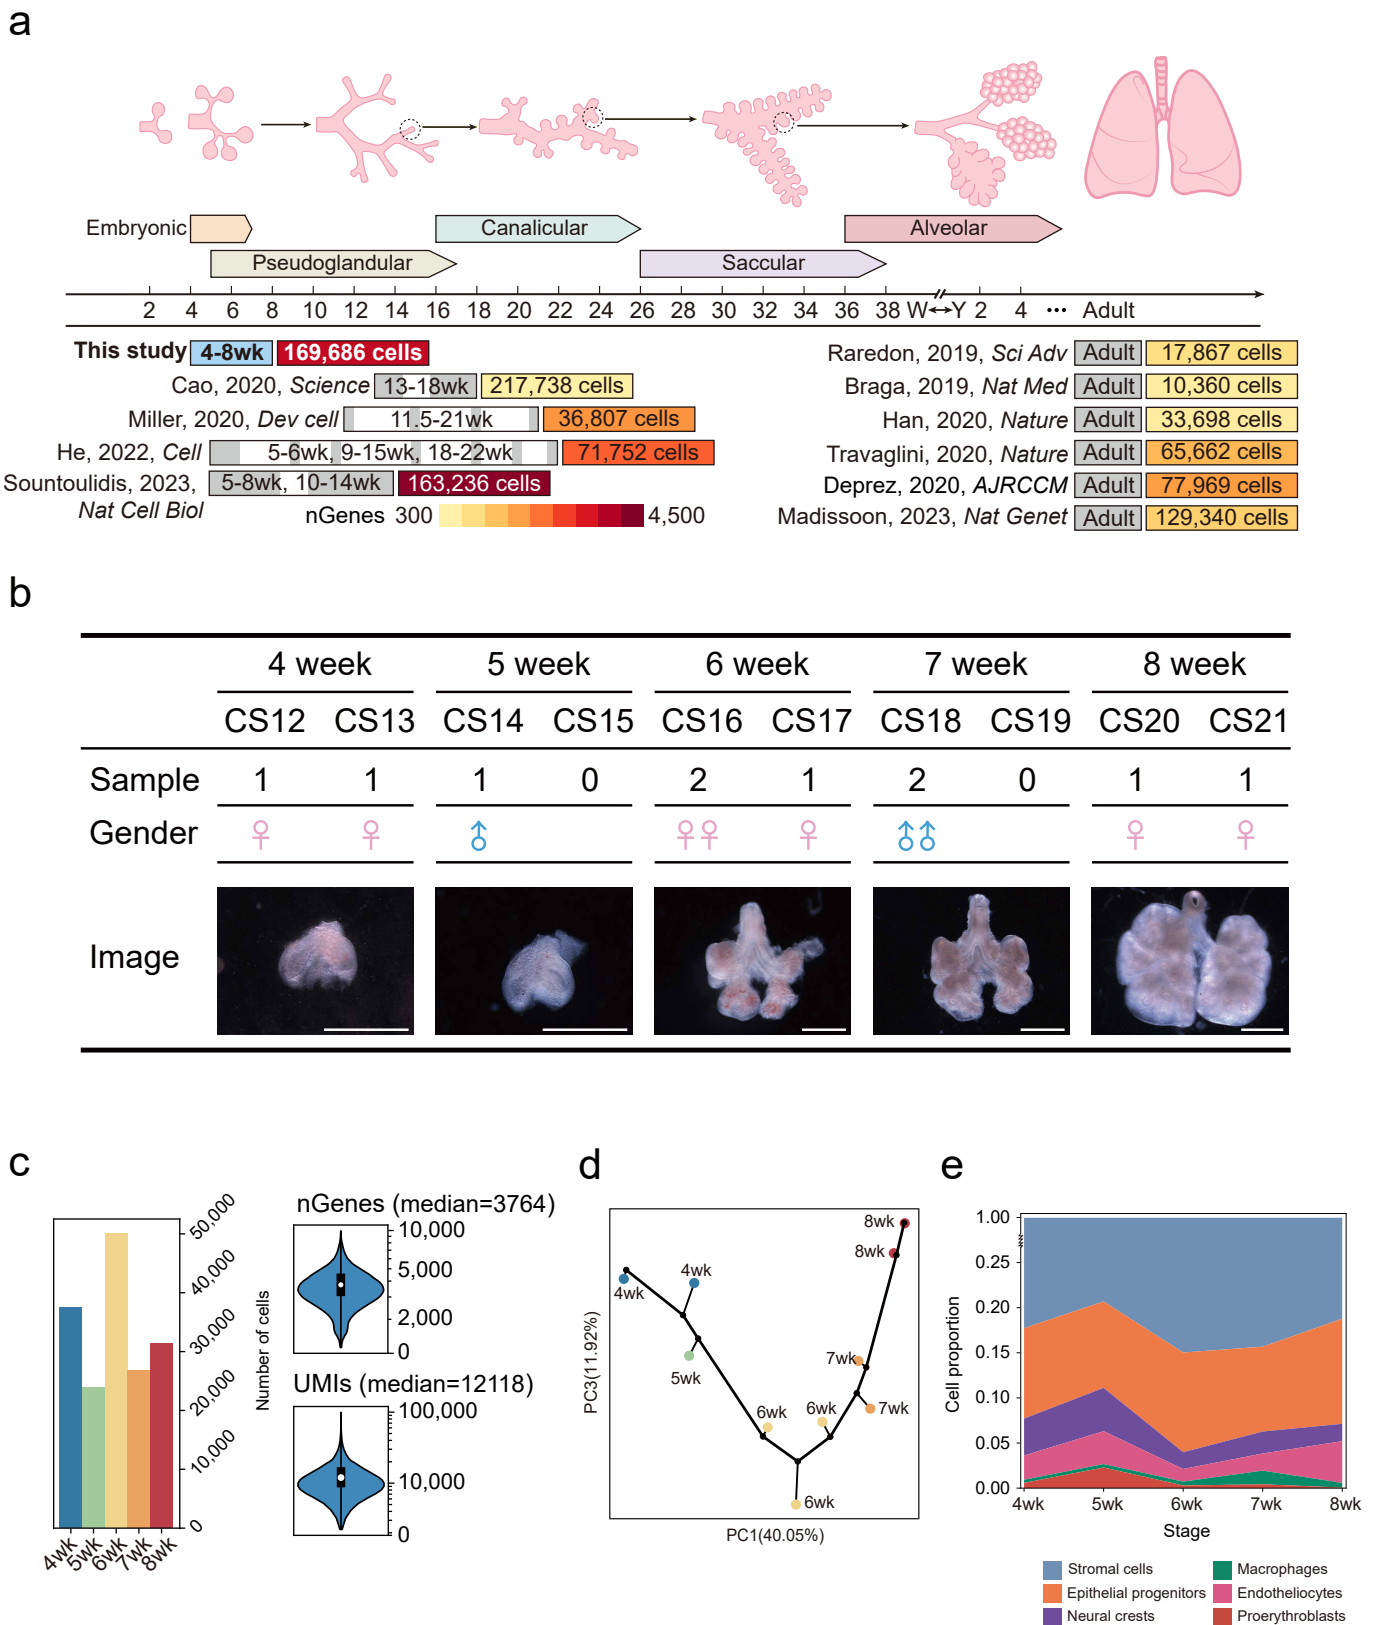 a
Embryonic
Canalicular
Alveolar
Pseudoglandular
Saccular
2 4 6 8 10 12 14 16 18 20 22 24 26 28 30 32 34 36 38 W↔Y 2 4 ··· Adult
This study 4-8wk 169,686 cells
Cao, 2020, Science 13-18wk 217,738 cells
Miller, 2020, Dev cell 11.5-21wk 36,807 cells
He, 2022, Cell 5-6wk, 9-15wk, 18-22wk 71,752 cells
Sountoulidis, 2023, 5-8wk, 10-14wk 163,236 cells
Nat Cell Biol
nGenes 300 4,500
Raredon, 2019, Sci Adv Adult 17,867 cells
Braga, 2019, Nat Med Adult 10,360 cells
Han, 2020, Nature Adult 33,698 cells
Travaglini, 2020, Nature Adult 65,662 cells
Deprez, 2020, AJRCCM Adult 77,969 cells
Madissoon, 2023, Nat Genet Adult 129,340 cells
b
4 week 5 week 6 week 7 week 8 week
CS12 CS13 CS14 CS15 CS16 CS17 CS18 CS19 CS20 CS21
Sample 1 1 1 0 2 1 2 0 1 1
Gender ♀ ♀ ♂ ♀♀ ♀ ♂♂ ♀ ♀
Image
c
50,000
40,000
30,000
20,000
10,000
0
Number of cells
4wk 5wk 6wk 7wk 8wk
nGenes (median=3764)
10,000
5,000
2,000
0
UMIs (median=12118)
100,000
10,000
0
d
8wk
8wk
4wk
4wk
5wk
7wk
7wk
6wk
6wk
6wk
PC3(11.92%)
PC1(40.05%)
e
1.00
0.25
0.20
0.15
0.10
0.05
0.00
Cell proportion
4wk 5wk 6wk 7wk 8wk
Stage
Stromal cells
Epithelial progenitors
Neural crests
Macrophages
Endotheliocytes
Proerythroblasts